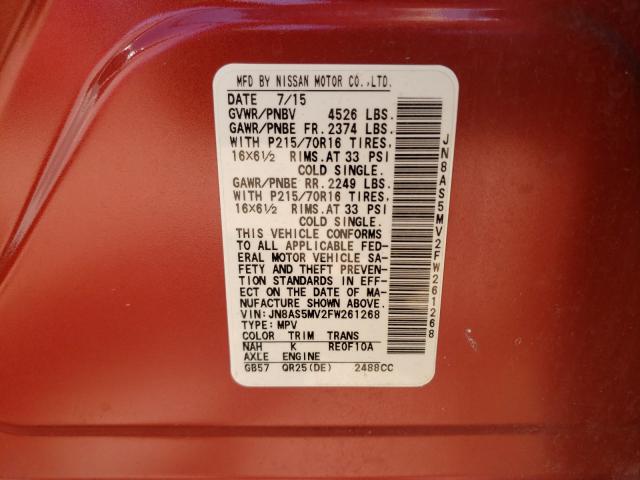 MFD BY NISSAN MOTOR CO.,LTD.
DATE 7/15
GVWR/PNBV 4526 LBS.
GAWR/PNBE FR. 2374 LBS.
WITH P215/70R16 TIRES,
16X6½ RIMS. AT 33 PSI
COLD SINGLE.
GAWR/PNBE RR. 2249 LBS.
WITH P215/70R16 TIRES,
16X6½ RIMS. AT 33 PSI
COLD SINGLE.
THIS VEHICLE CONFORMS
TO ALL APPLICABLE FED-
ERAL MOTOR VEHICLE SA-
FETY AND THEFT PREVEN-
TION STANDARDS IN EFF-
ECT ON THE DATE OF MA-
NUFACTURE SHOWN ABOVE.
VIN: JN8AS5MV2FW261268
TYPE: MPV
COLOR TRIM TRANS
NAH K RE0F10A
AXLE ENGINE
GB57 QR25(DE) 2488CC
JN8AS5MV2FW261268